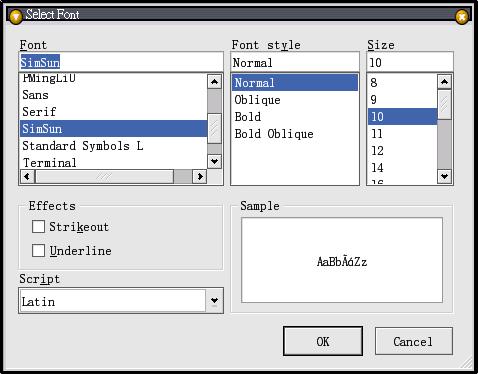 Select Font
Font
SimSun
PMingLiU
Sans
Serif
SimSun
Standard Symbols L
Terminal
Font style
Normal
Normal
Oblique
Bold
Bold Oblique
Size
10
8
9
10
11
12
14
16
Effects
Strikeout
Underline
Sample
AaBbÃáZz
Script
Latin
OK
Cancel